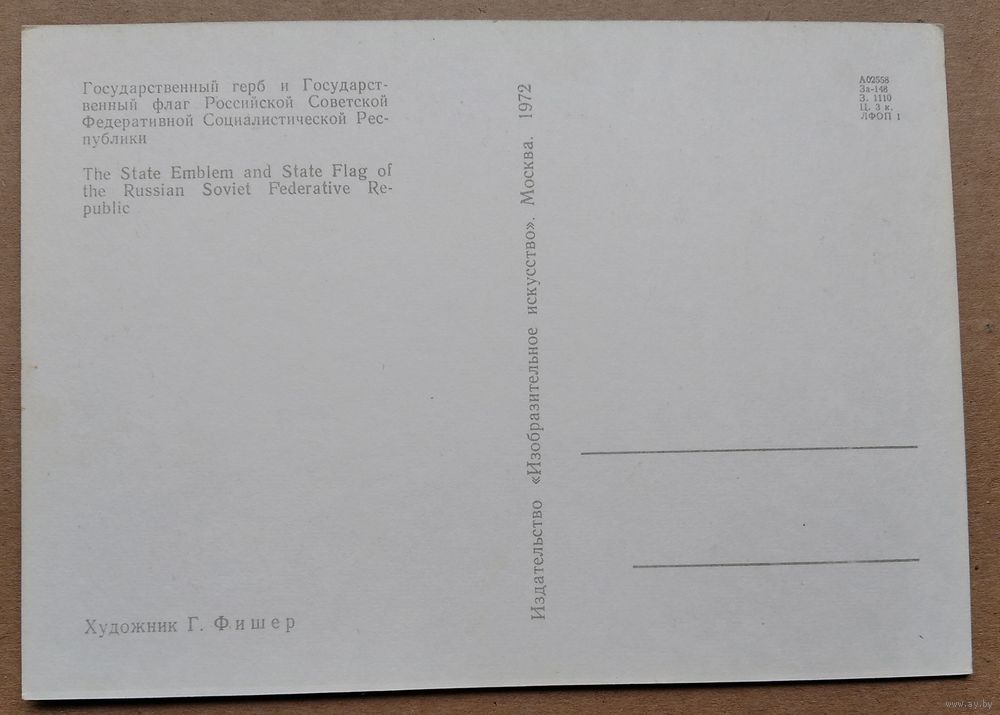 Государственный герб и Государст-
венный флаг Российской Советской
Федеративной Социалистической Рес-
публики
The State Emblem and State Flag of
the Russian Soviet Federative Re-
public
Художник Г. Фишер
Издательство «Изобразительное искусство». Москва. 1972
А02558
За-148
З. 1110
Ц. 3 к.
ЛФОП 1
www.ay.by